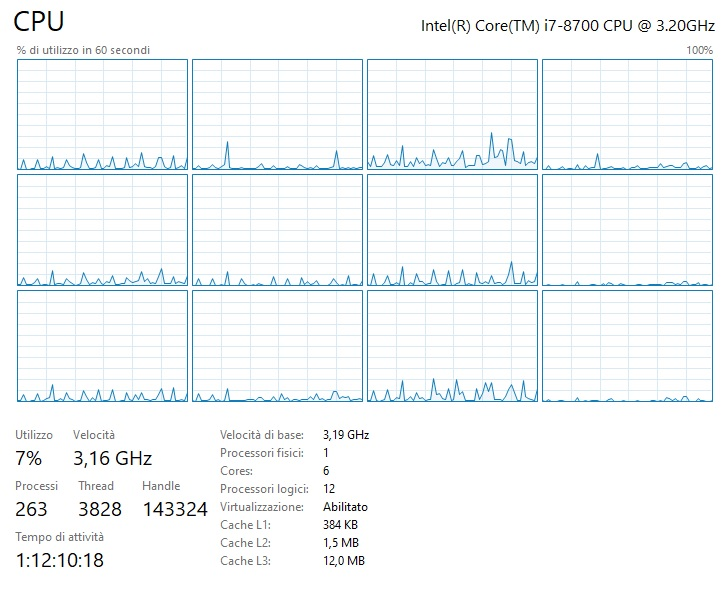 CPU
Intel(R) Core(TM) i7-8700 CPU @ 3.20GHz
% di utilizzo in 60 secondi
100%
Utilizzo Velocità
7% 3,16 GHz
Processi Thread Handle
263 3828 143324
Tempo di attività
1:12:10:18
Velocità di base: 3,19 GHz
Processori fisici: 1
Cores: 6
Processori logici: 12
Virtualizzazione: Abilitato
Cache L1: 384 KB
Cache L2: 1,5 MB
Cache L3: 12,0 MB